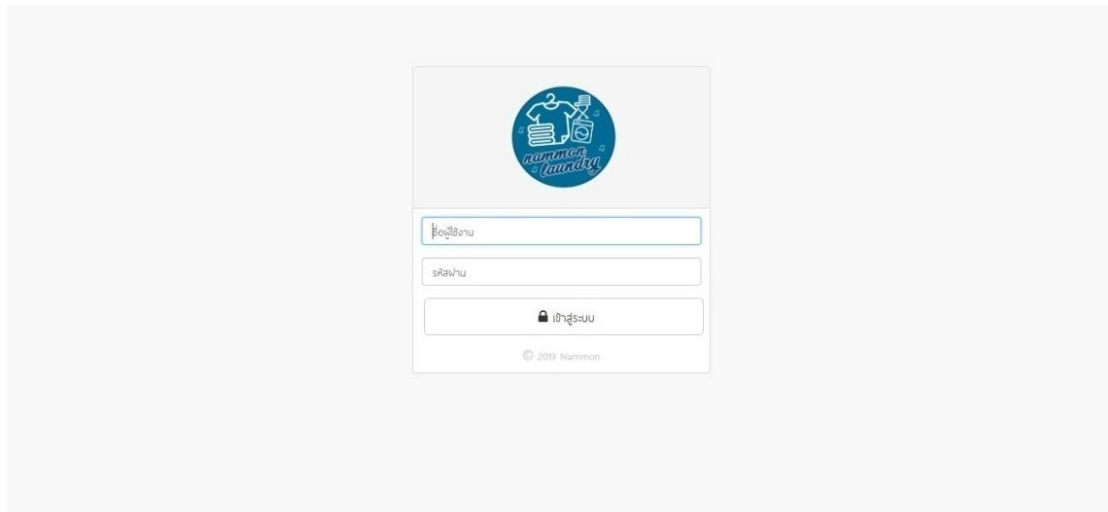 nammon
laundry
ชื่อผู้ใช้งาน
รหัสผ่าน
เข้าสู่ระบบ
© 2019 Nammon